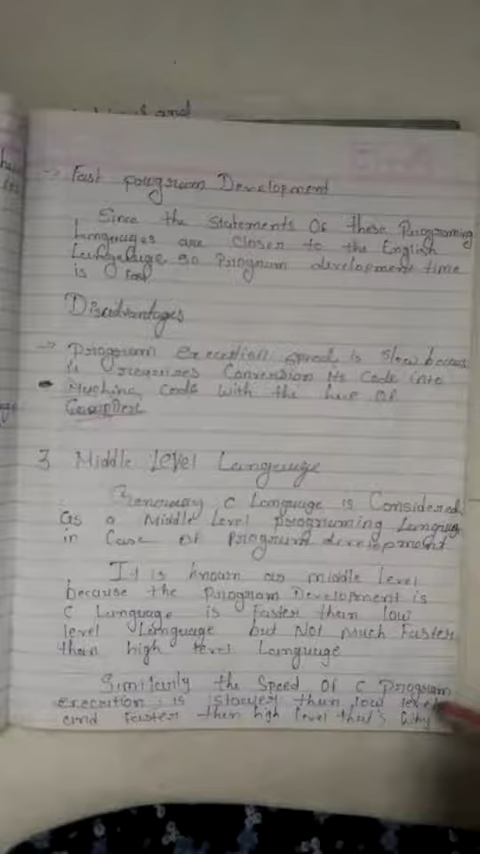 -> Fast program Development
Since the Statements Of these Programing
Languages are closer to the English
Language so Program development time
is fast
Disadvantages
-> Program execution speed is slow because
it requires Conversion its Code into
Machine code with the help of
Compiler
3 Middle Level Language
Generally C Language is Considered
as a Middle Level programing Language
in Case of Program development
It is known as middle level
because the Program Development is
C Language is faster than low
level Language but Not much Faster
than high level Language
Similarly the Speed Of C Program
execution is slower than low level
and faster than high level that's why